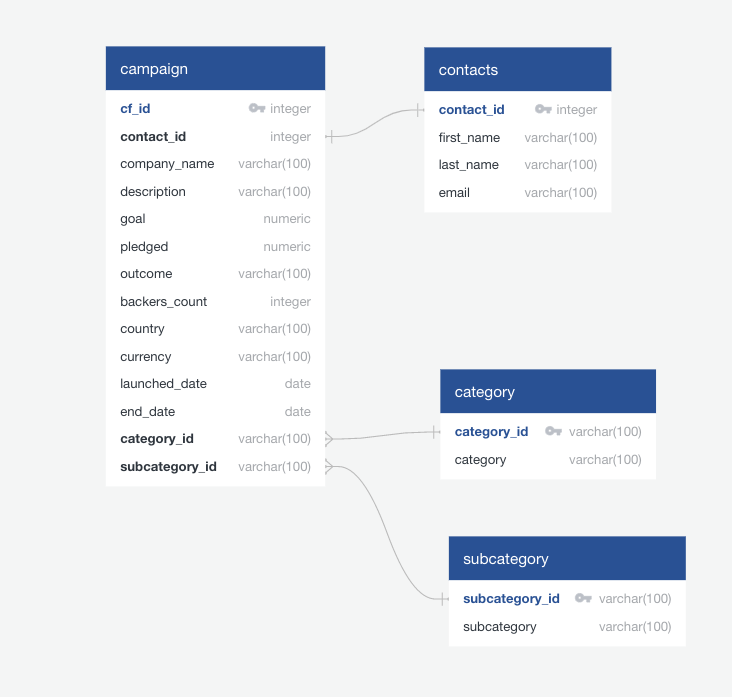 campaign
cf_id integer
contact_id integer
company_name varchar(100)
description varchar(100)
goal numeric
pledged numeric
outcome varchar(100)
backers_count integer
country varchar(100)
currency varchar(100)
launched_date date
end_date date
category_id varchar(100)
subcategory_id varchar(100)
contacts
contact_id integer
first_name varchar(100)
last_name varchar(100)
email varchar(100)
category
category_id varchar(100)
category varchar(100)
subcategory
subcategory_id varchar(100)
subcategory varchar(100)